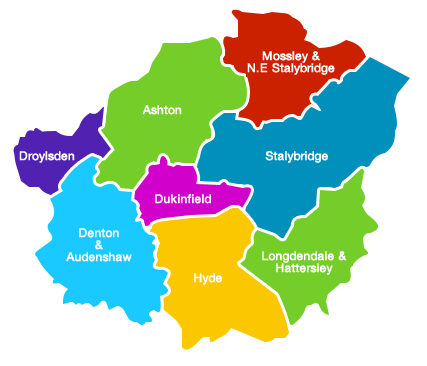 Mossley &
N.E Stalybridge
Ashton
Droylsden
Stalybridge
Dukinfield
Denton
&
Audenshaw
Longdendale &
Hattersley
Hyde